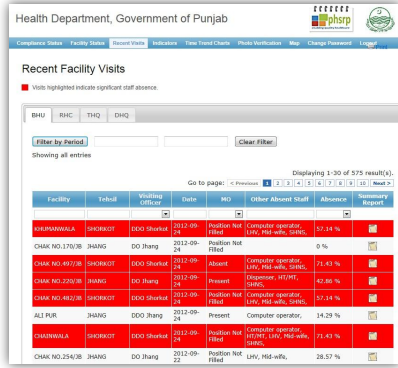 Health Department, Government of Punjab
phsrp
Compliance Status Facility Status Recent Visits Indicators Time Trend Charts Photo Verification Map Change Password Logout
Recent Facility Visits
Visits highlighted indicate significant staff absence.
BHU RHC THQ DHQ
Filter by Period Clear Filter
Showing all entries
Displaying 1-30 of 575 result(s).
Go to page: < Previous 1 2 3 4 5 6 7 8 9 10 Next >
Facility Tehsil Visiting Officer Date MO Other Absent Staff Absence Summary Report
KHUMANWALA SHORKOT DDO Shorkot 2012-09-24 Position Not Filled Computer operator, LHV, Mid-wife, SHNS, 57.14 %
CHAK NO.170/JB JHANG DO Jhang 2012-09-24 Position Not Filled 0 %
CHAK NO.497/JB SHORKOT DDO Shorkot 2012-09-24 Absent Computer operator, LHV, Mid-wife, SHNS, 71.43 %
CHAK NO.220/JB JHANG DDO Jhang 2012-09-24 Present Dispenser, HT/MT, SHNS, 42.86 %
CHAK NO.482/JB SHORKOT DDO Shorkot 2012-09-24 Position Not Filled Computer operator, LHV, Mid-wife, SHNS, 57.14 %
ALI PUR JHANG DDO Jhang 2012-09-24 Present Computer operator, 14.29 %
CHAINWALA SHORKOT DDO Shorkot 2012-09-24 Position Not Filled Computer operator, HT/MT, LHV, Mid-wife, SHNS, 71.43 %
CHAK NO.254/JB JHANG DO Jhang 2012-09-22 Position Not Filled LHV, Mid-wife, 28.57 %